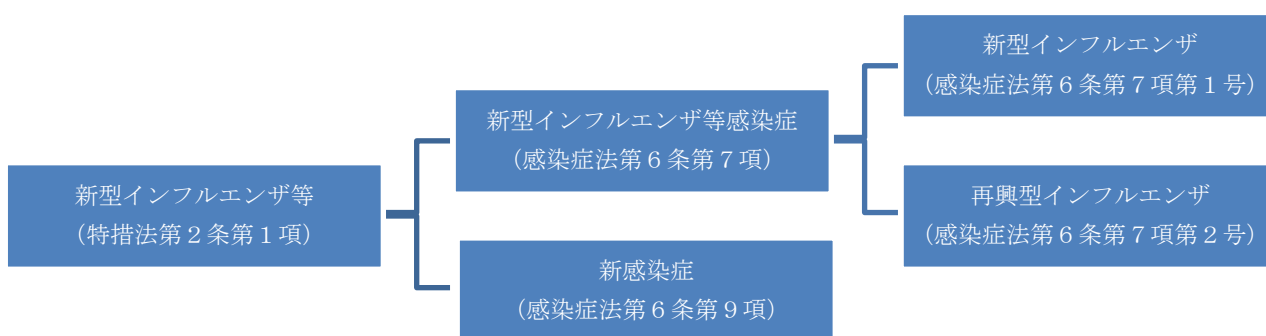 新型インフルエンザ等
（特措法第２条第１項）
新型インフルエンザ等感染症
（感染症法第６条第７項）
新感染症
（感染症法第６条第９項）
新型インフルエンザ
（感染症法第６条第７項第１号）
再興型インフルエンザ
（感染症法第６条第７項第２号）